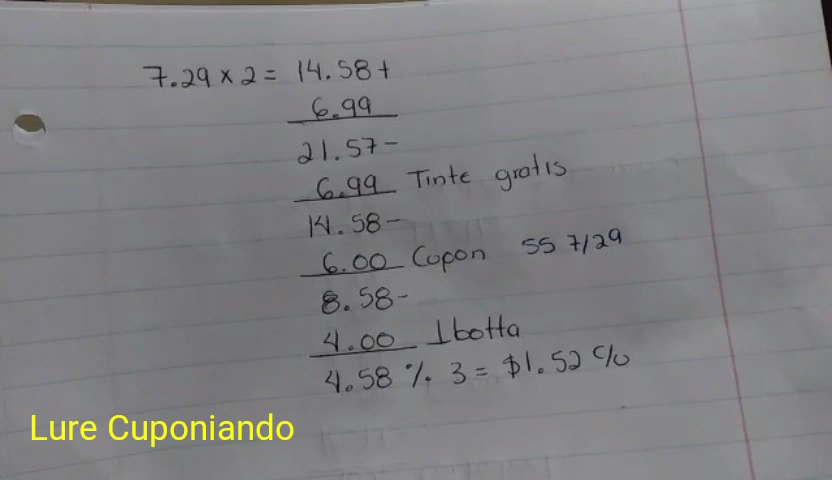 7.29 x 2 = 14.58 +
6.99
21.57 -
6.99 Tinte gratis
14.58 -
6.00 Cupon SS 7/29
8.58 -
4.00 Ibotta
4.58 % 3 = $1.52 c/o
Lure Cuponiando